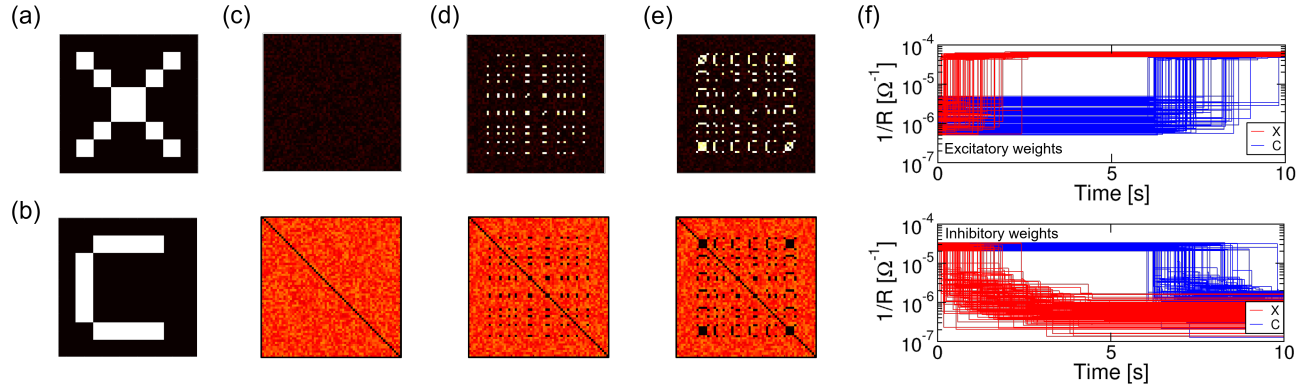 (a)
(c)
(d)
(e)
(f)
(b)
10⁻⁴
10⁻⁵
10⁻⁶
10⁻⁷
1/R [Ω⁻¹]
Excitatory weights
X
C
0
5
10
Time [s]
10⁻⁴
10⁻⁵
10⁻⁶
10⁻⁷
1/R [Ω⁻¹]
Inhibitory weights
X
C
0
5
10
Time [s]